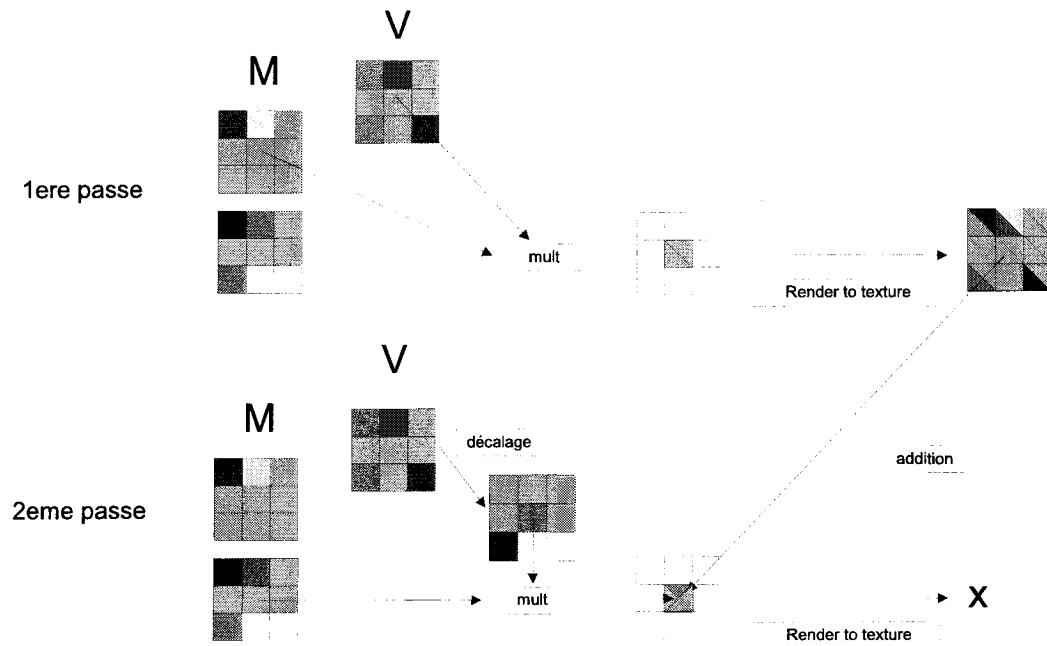 V
M
1ere passe
mult
Render to texture
V
M
décalage
addition
2eme passe
mult
X
Render to texture